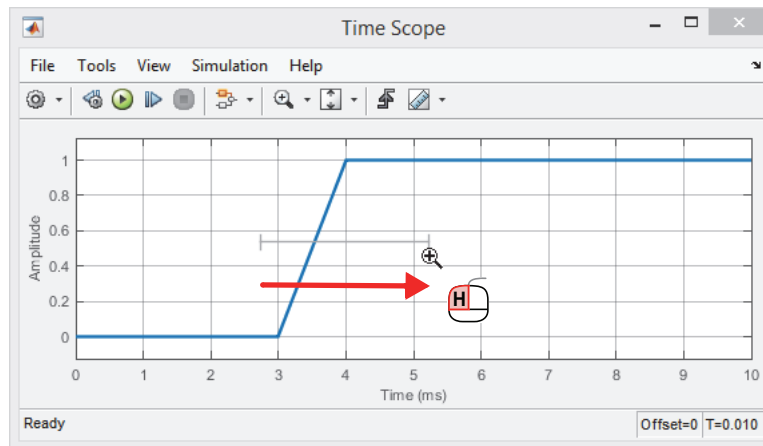 Time Scope
File Tools View Simulation Help
1
0.8
0.6
0.4
0.2
0
Amplitude
H
0 1 2 3 4 5 6 7 8 9 10
Time (ms)
Ready Offset=0 T=0.010